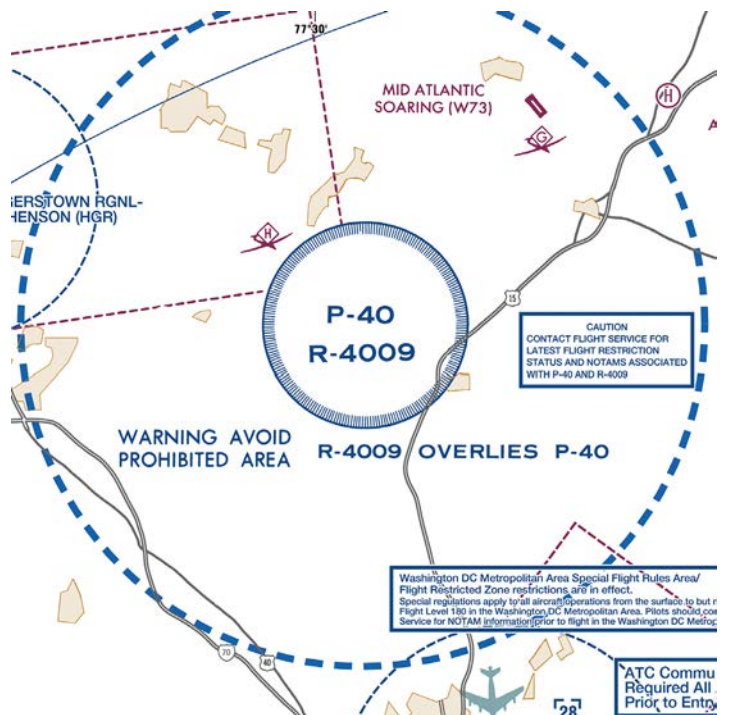 77°30'
MID ATLANTIC
SOARING (W73)
H
G
A
ERSTOWN RGNL-
HENSON (HGR)
H
P-40
R-4009
15
CAUTION
CONTACT FLIGHT SERVICE FOR
LATEST FLIGHT RESTRICTION
STATUS AND NOTAMS ASSOCIATED
WITH P-40 AND R-4009
WARNING AVOID
PROHIBITED AREA
R-4009 OVERLIES P-40
Washington DC Metropolitan Area Special Flight Rules Area/
Flight Restricted Zone restrictions are in effect.
Special regulations apply to all aircraft operations from the surface to but n
Flight Level 180 in the Washington DC Metropolitan Area. Pilots should con
Service for NOTAM information prior to flight in the Washington DC Metrop
70
40
ATC Commu
Required All
Prior to Entry
28